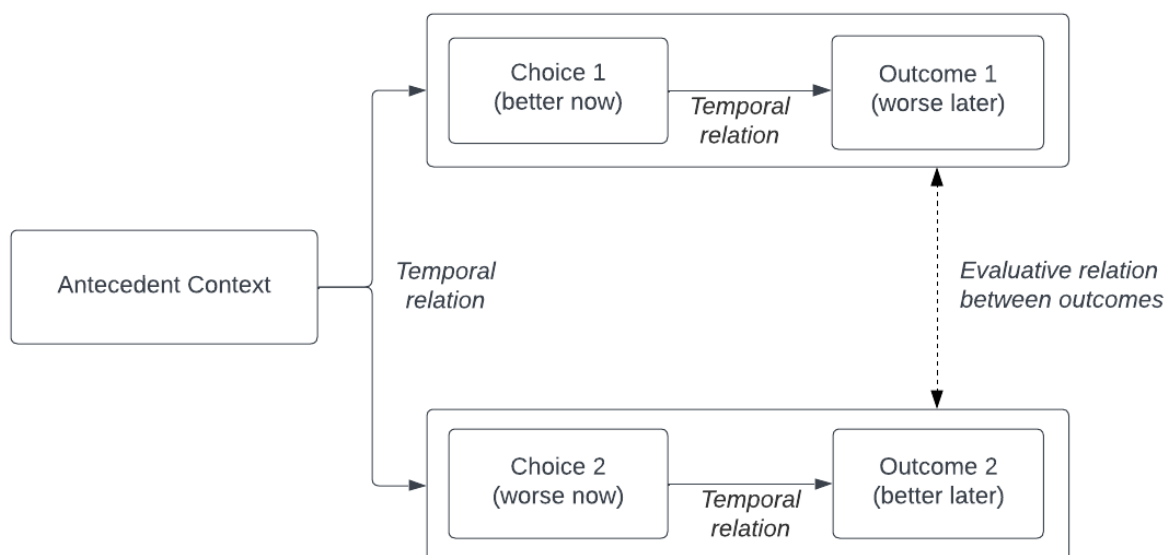 Choice 1
(better now)
Temporal
relation
Outcome 1
(worse later)
Antecedent Context
Temporal
relation
Evaluative relation
between outcomes
Choice 2
(worse now)
Temporal
relation
Outcome 2
(better later)